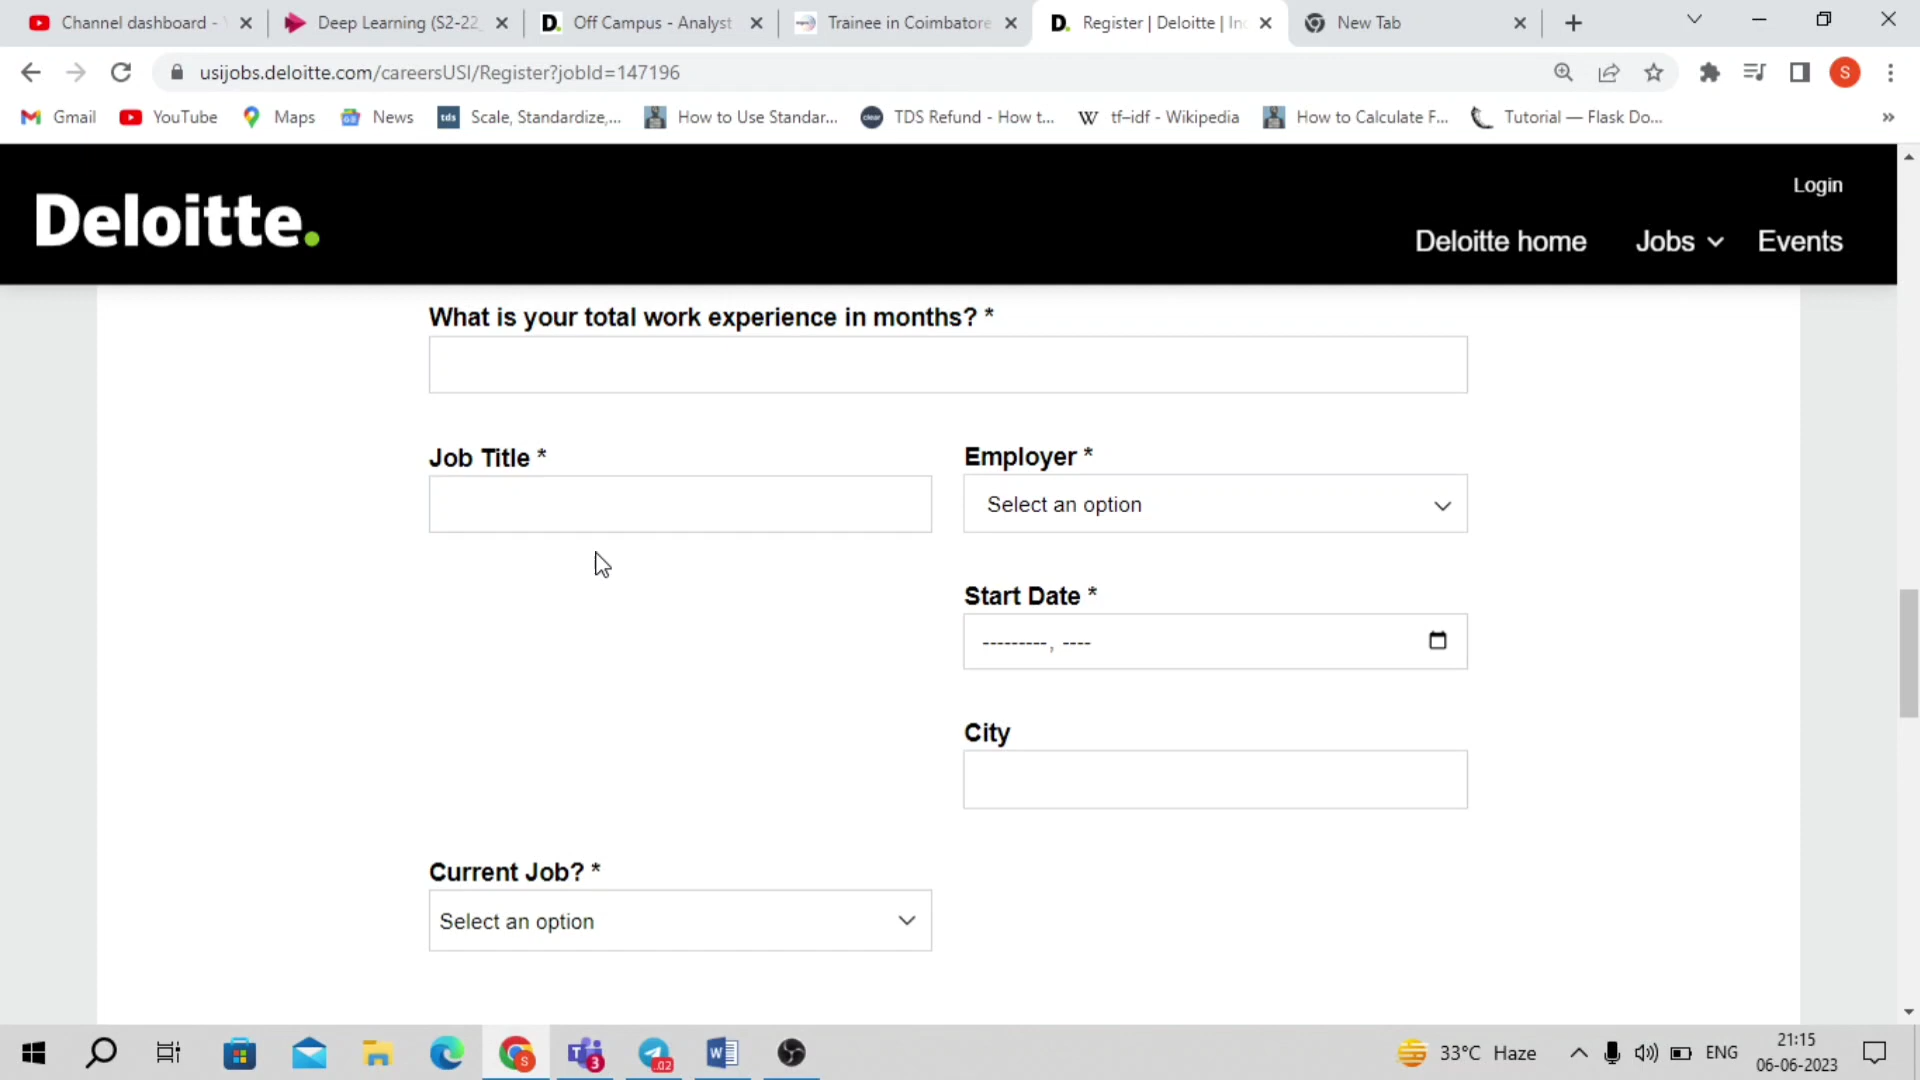 Channel dashboard -
Deep Learning (S2-22_
Off Campus - Analyst
Trainee in Coimbatore
Register | Deloitte | Inc
New Tab
usijobs.deloitte.com/careersUSI/Register?jobId=147196
S
Gmail
YouTube
Maps
News
tds Scale, Standardize,...
How to Use Standar...
clear TDS Refund - How t...
W tf–idf - Wikipedia
How to Calculate F...
Tutorial — Flask Do...
»
Deloitte.
Login
Deloitte home
Jobs
Events
What is your total work experience in months? *
Job Title *
Employer *
Select an option
Start Date *
---------, ----
City
Current Job? *
Select an option
33°C Haze
ENG
21:15
06-06-2023